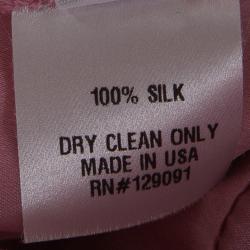 100% SILK
DRY CLEAN ONLY
MADE IN USA
RN#129091